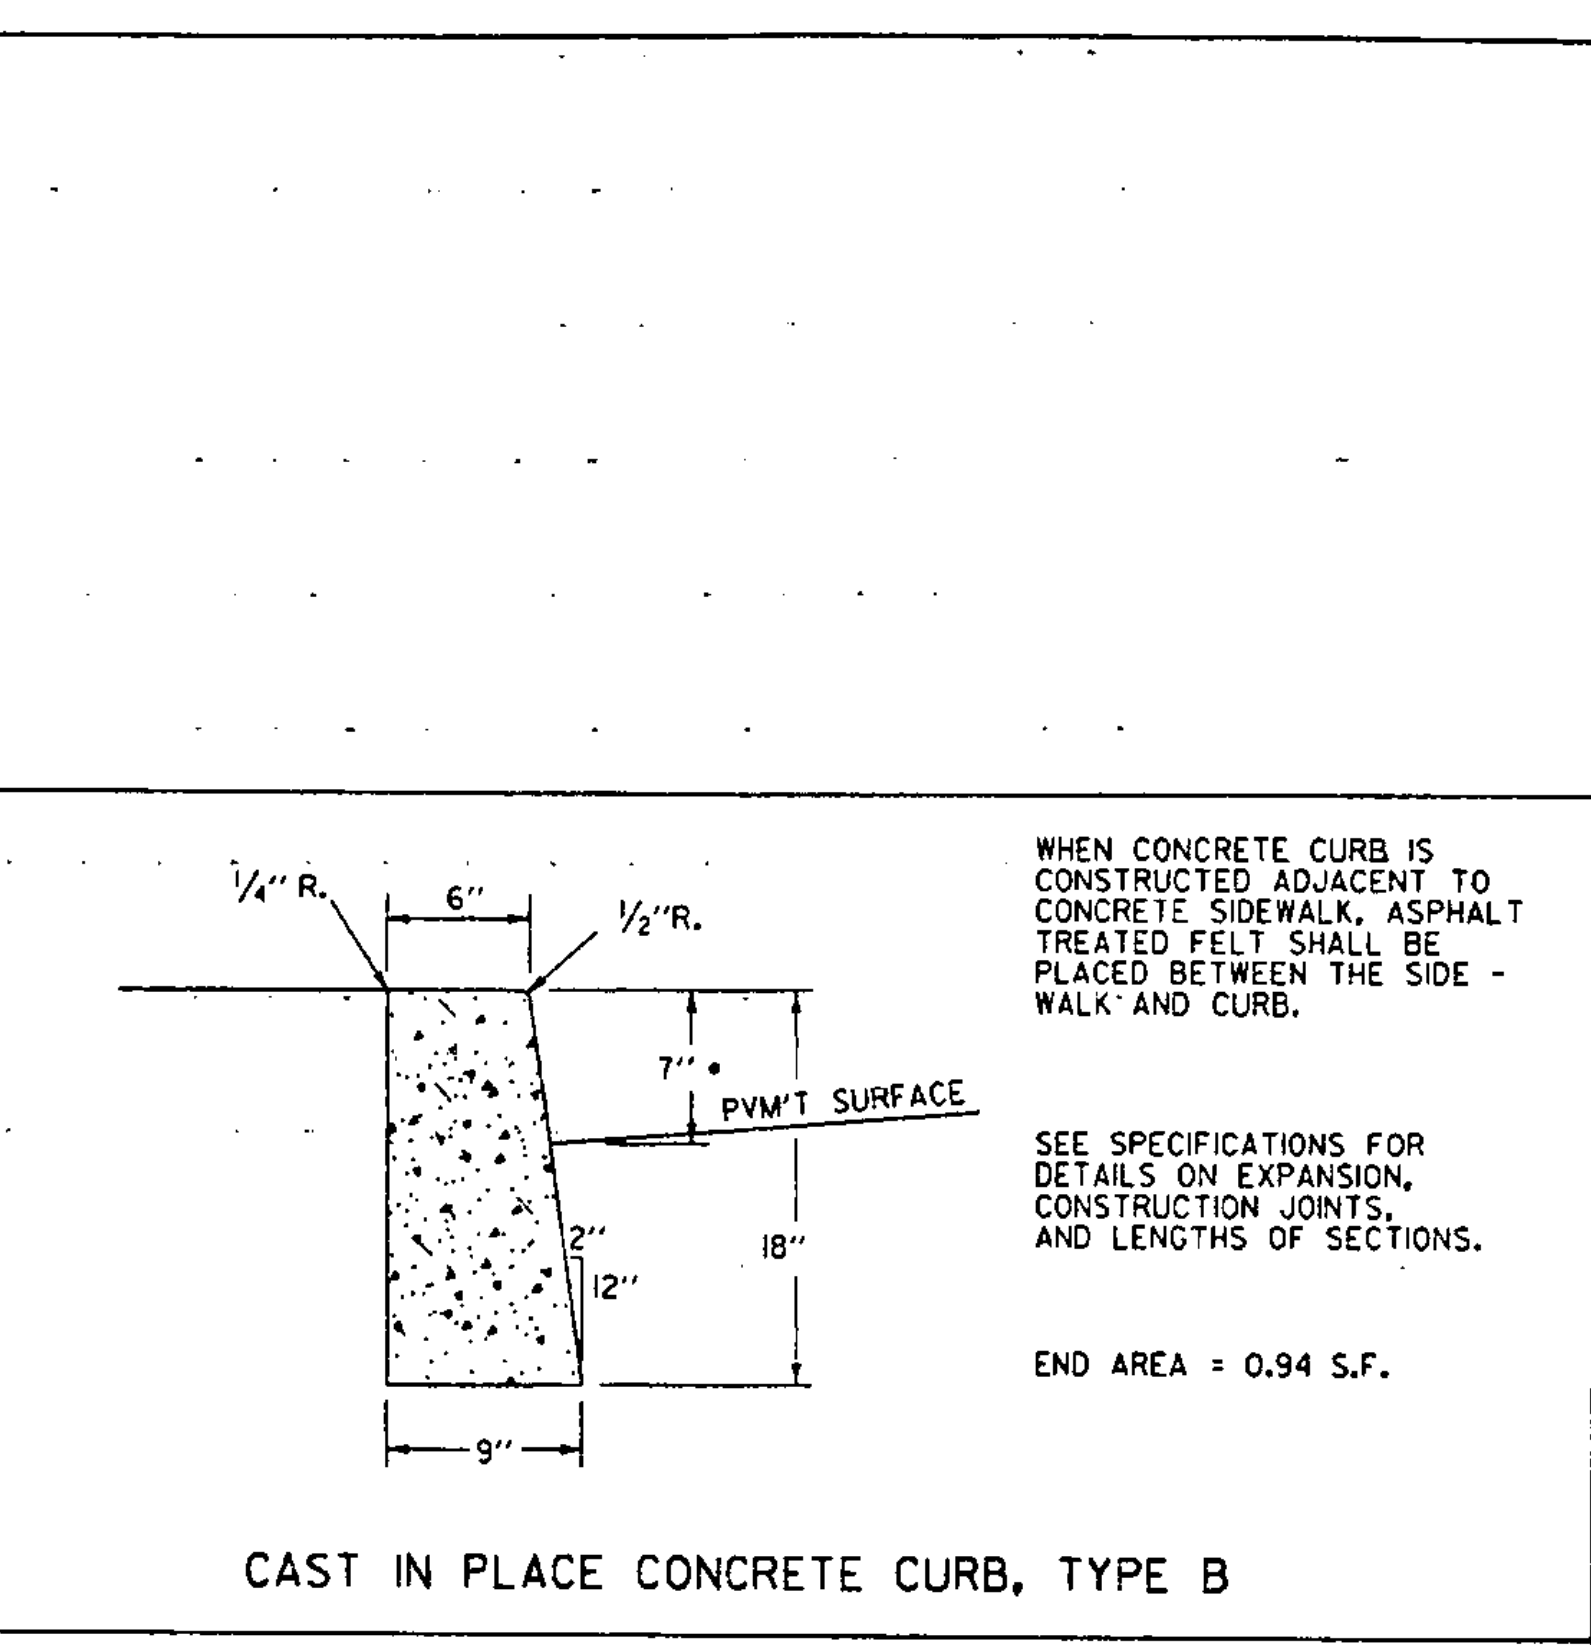 WHEN CONCRETE CURB IS
CONSTRUCTED ADJACENT TO
CONCRETE SIDEWALK, ASPHALT
TREATED FELT SHALL BE
PLACED BETWEEN THE SIDE -
WALK AND CURB.
1/4" R.
6"
1/2"R.
7" •
PVM'T SURFACE
SEE SPECIFICATIONS FOR
DETAILS ON EXPANSION,
CONSTRUCTION JOINTS,
AND LENGTHS OF SECTIONS.
2"
18"
12"
END AREA = 0.94 S.F.
9"
CAST IN PLACE CONCRETE CURB, TYPE B